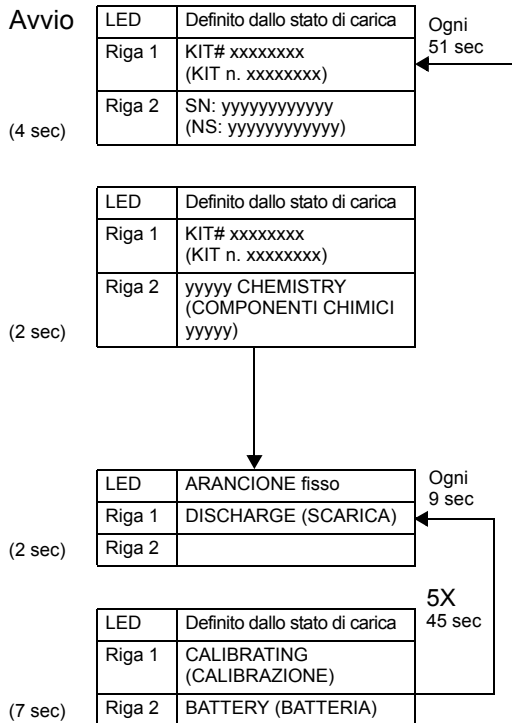 Avvio
LED Definito dallo stato di carica
Ogni
51 sec
Riga 1 KIT# xxxxxxxx
(KIT n. xxxxxxxx)
Riga 2 SN: yyyyyyyyyyyy
(NS: yyyyyyyyyyyy)
(4 sec)
LED Definito dallo stato di carica
Riga 1 KIT# xxxxxxxx
(KIT n. xxxxxxxx)
Riga 2 yyyyy CHEMISTRY
(COMPONENTI CHIMICI
yyyyy)
(2 sec)
LED ARANCIONE fisso
Ogni
9 sec
Riga 1 DISCHARGE (SCARICA)
(2 sec) Riga 2
5X
45 sec
LED Definito dallo stato di carica
Riga 1 CALIBRATING
(CALIBRAZIONE)
(7 sec) Riga 2 BATTERY (BATTERIA)